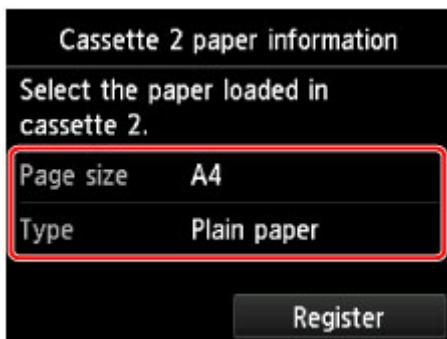 Cassette 2 paper information
Select the paper loaded in
cassette 2.
Page size A4
Type Plain paper
Register